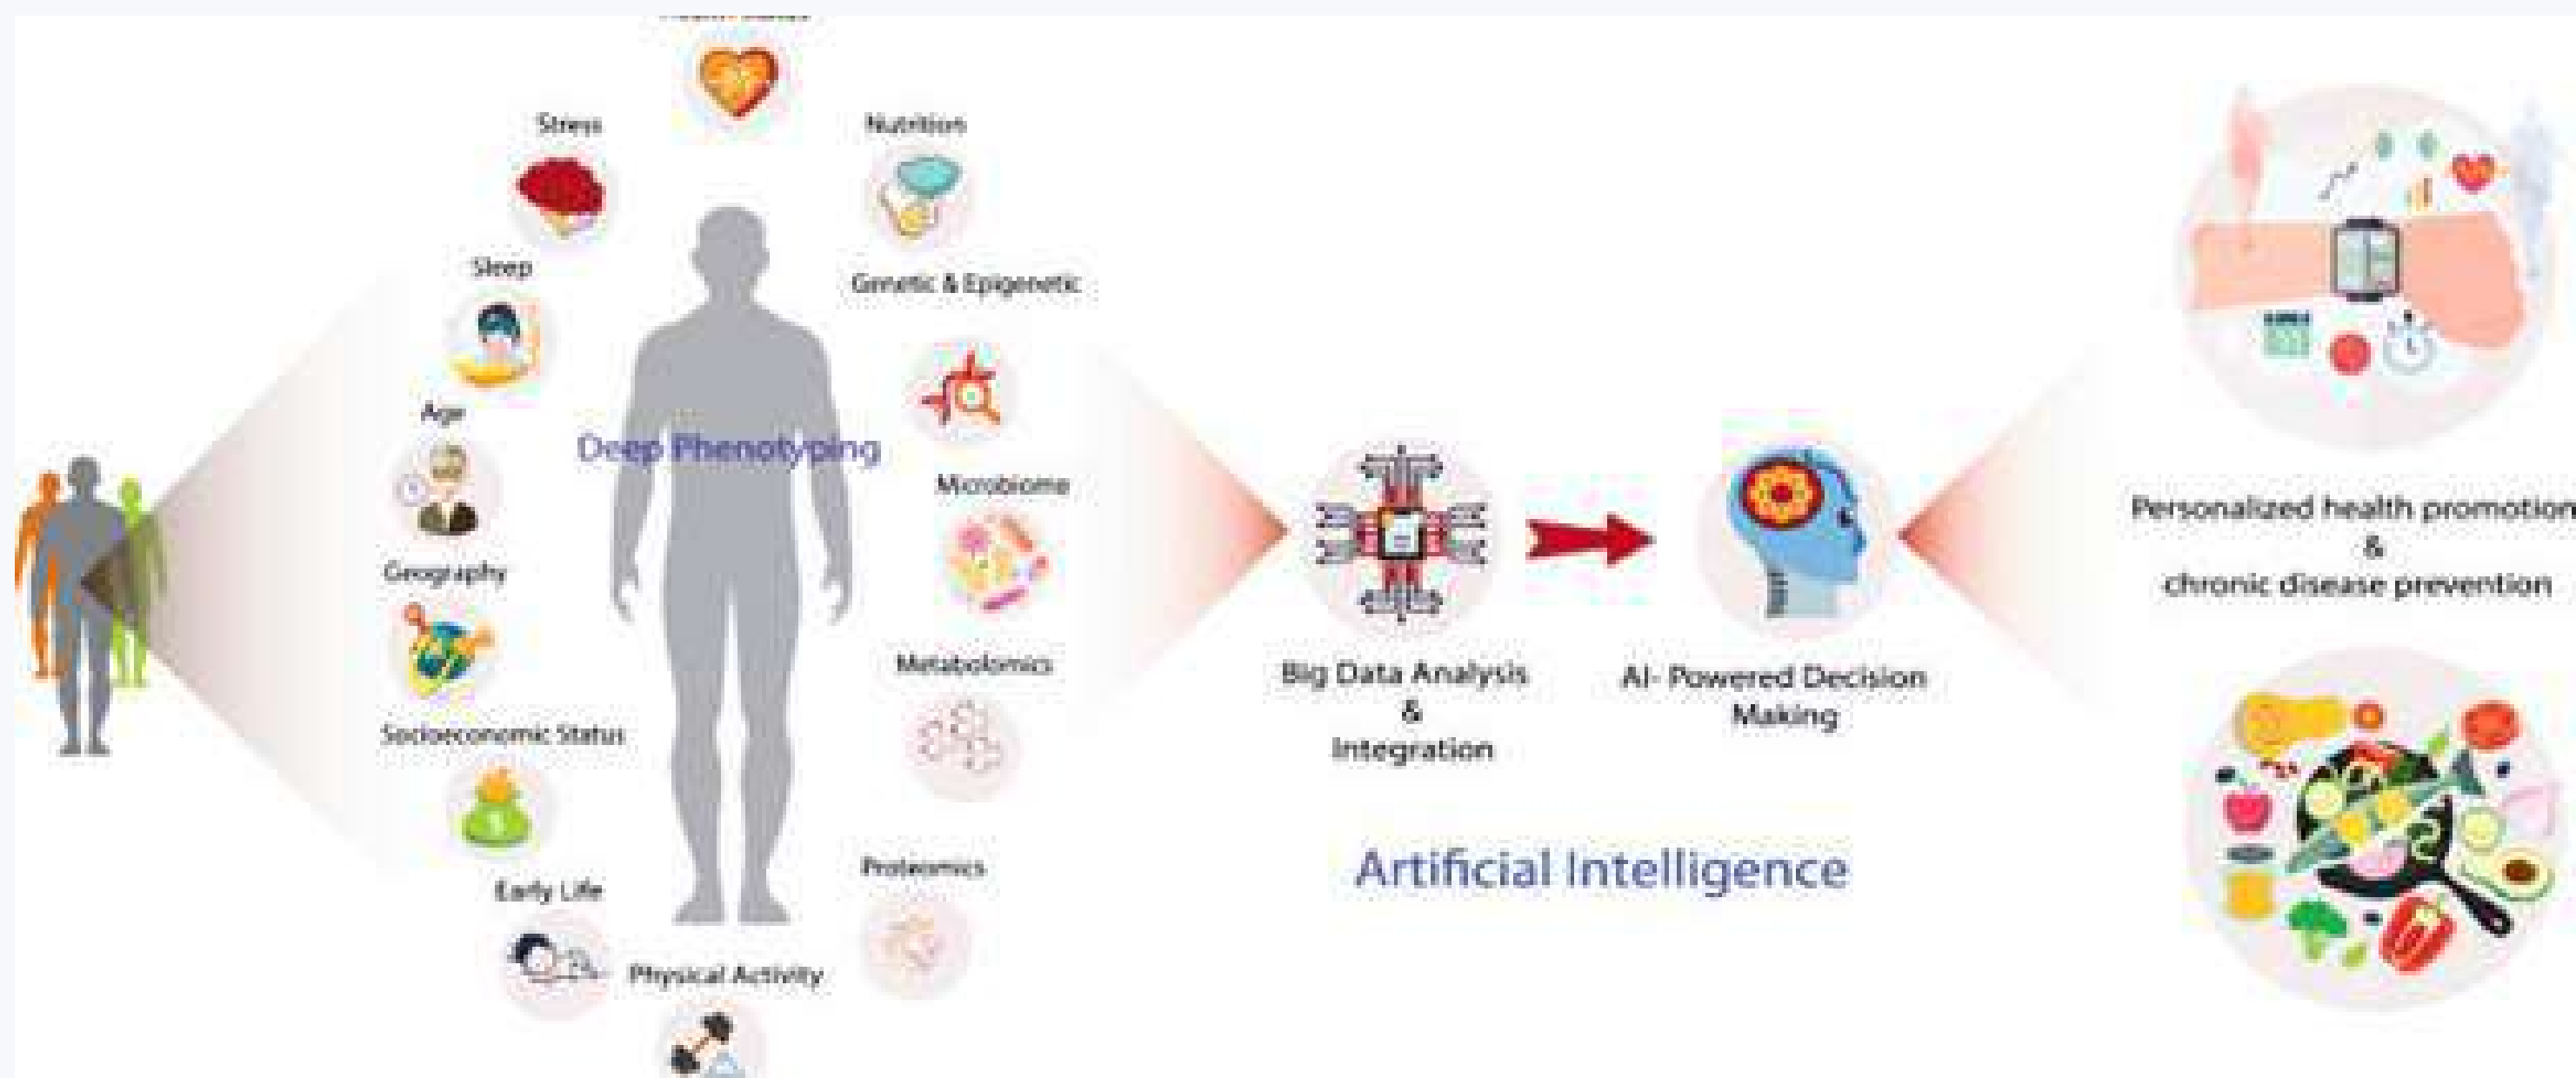 Stress
Nutrition
Sleep
Genetic & Epigenetic
Age
Deep Phenotyping
Microbiome
Geography
Metabolomics
Socioeconomic Status
Proteomics
Early Life
Physical Activity
Big Data Analysis
&
Integration
AI- Powered Decision
Making
Artificial Intelligence
Personalized health promotion
&
chronic disease prevention